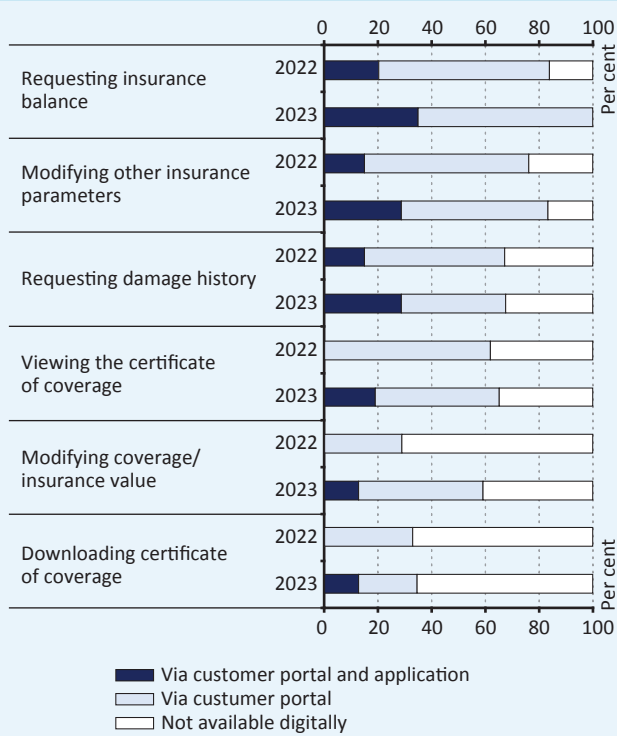 0 20 40 60 80 100
Per cent
Requesting insurance
balance
2022
2023
Modifying other insurance
parameters
2022
2023
Requesting damage history
2022
2023
Viewing the certificate
of coverage
2022
2023
Modifying coverage/
insurance value
2022
2023
Downloading certificate
of coverage
2022
2023
Per cent
0 20 40 60 80 100
Via customer portal and application
Via custumer portal
Not available digitally